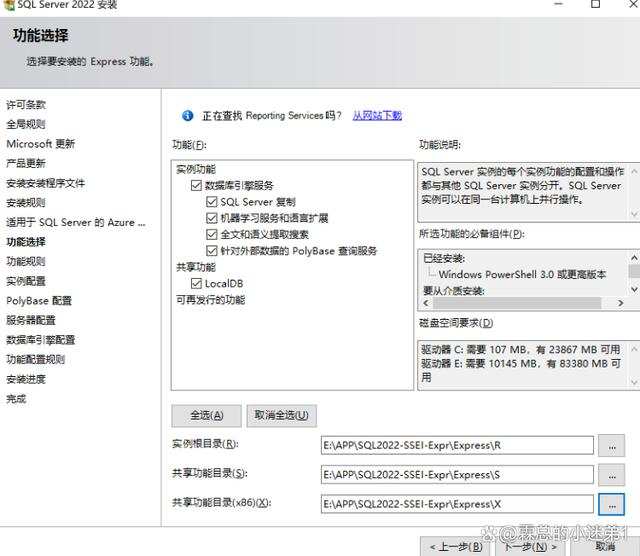 SQL Server 2022 安装
功能选择
选择要安装的 Express 功能。
许可条款
全局规则
Microsoft 更新
产品更新
安装安装程序文件
安装规则
适用于 SQL Server 的 Azure ...
功能选择
功能规则
实例配置
PolyBase 配置
服务器配置
数据库引擎配置
功能配置规则
安装进度
完成
正在查找 Reporting Services 吗? 从网站下载
功能(F):
实例功能
数据库引擎服务
SQL Server 复制
机器学习服务和语言扩展
全文和语义提取搜索
针对外部数据的 PolyBase 查询服务
共享功能
LocalDB
可再发行的功能
功能说明:
SQL Server 实例的每个实例功能的配置和操作
都与其他 SQL Server 实例分开。SQL Server
实例可以在同一台计算机上并行操作。
所选功能的必备组件(P):
已经安装:
Windows PowerShell 3.0 或更高版本
要从介质安装:
磁盘空间要求(D)
驱动器 C: 需要 107 MB，有 23867 MB 可用
驱动器 E: 需要 10145 MB，有 83380 MB 可
用
全选(A)
取消全选(U)
实例根目录(R):
E:\APP\SQL2022-SSEI-Expr\Express\R
...
共享功能目录(S):
E:\APP\SQL2022-SSEI-Expr\Express\S
...
共享功能目录(x86)(X):
E:\APP\SQL2022-SSEI-Expr\Express\X
...
< 上一步(B)
下一步(N) >
取消
霖总的小迷弟1